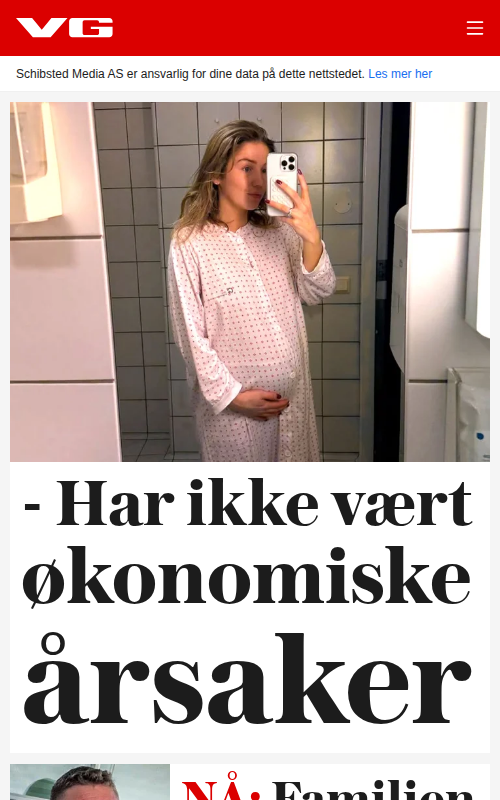 VG
Schibsted Media AS er ansvarlig for dine data på dette nettstedet. Les mer her
- Har ikke vært
økonomiske
årsaker
NÅ: Familien